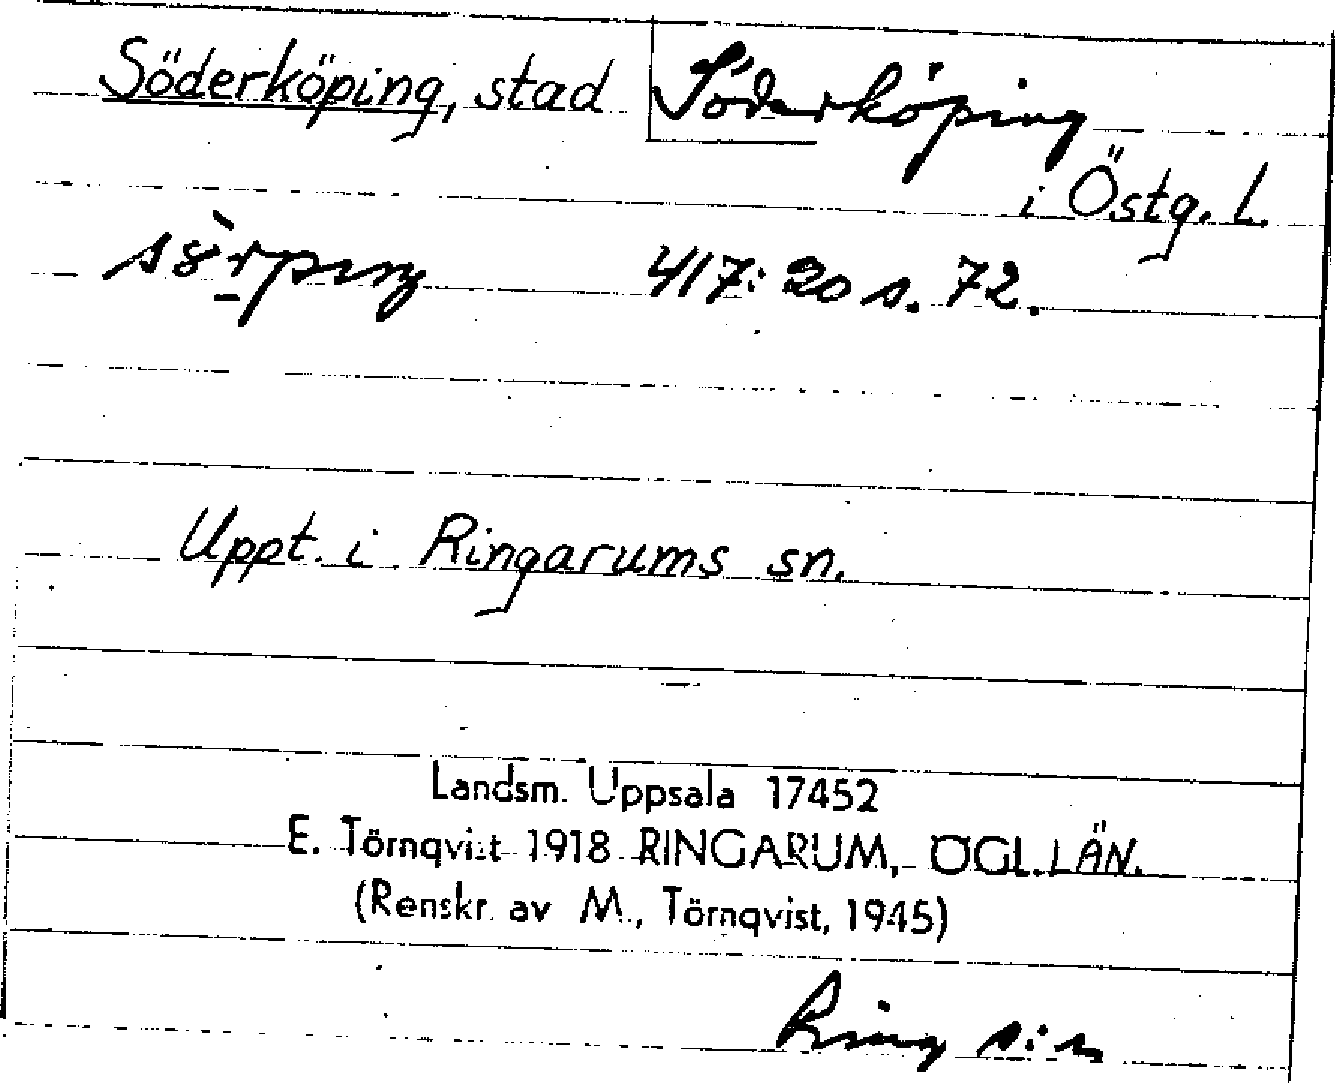 Söderköping, stad Söderköping
i Östg. L.
417: 20 s. 72.
Uppt. i Ringarums sn.
Landsm. Uppsala 17452
E. Törnqvist 1918 RINGARUM, ÖGL. LÄN.
(Renskr. av M. Törnqvist, 1945)
Ring